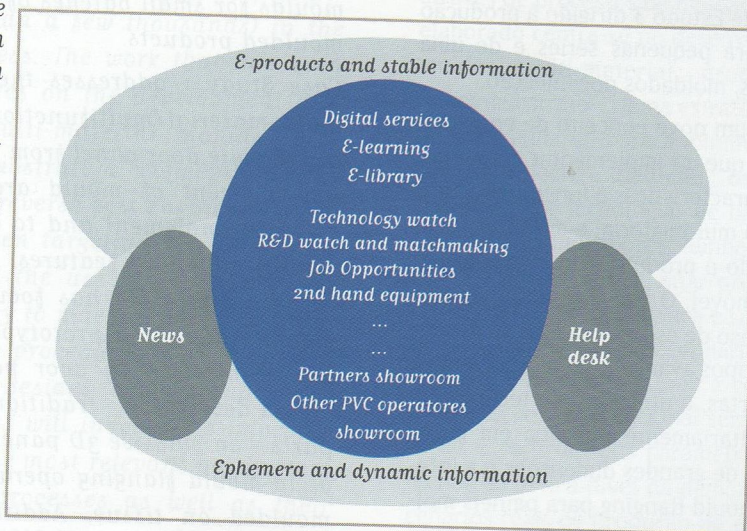 E-products and stable information
Digital services
E-learning
E-library
Technology watch
R&D watch and matchmaking
Job Opportunities
2nd hand equipment
...
...
Partners showroom
Other PVC operatores
showroom
News
Help
desk
Ephemera and dynamic information